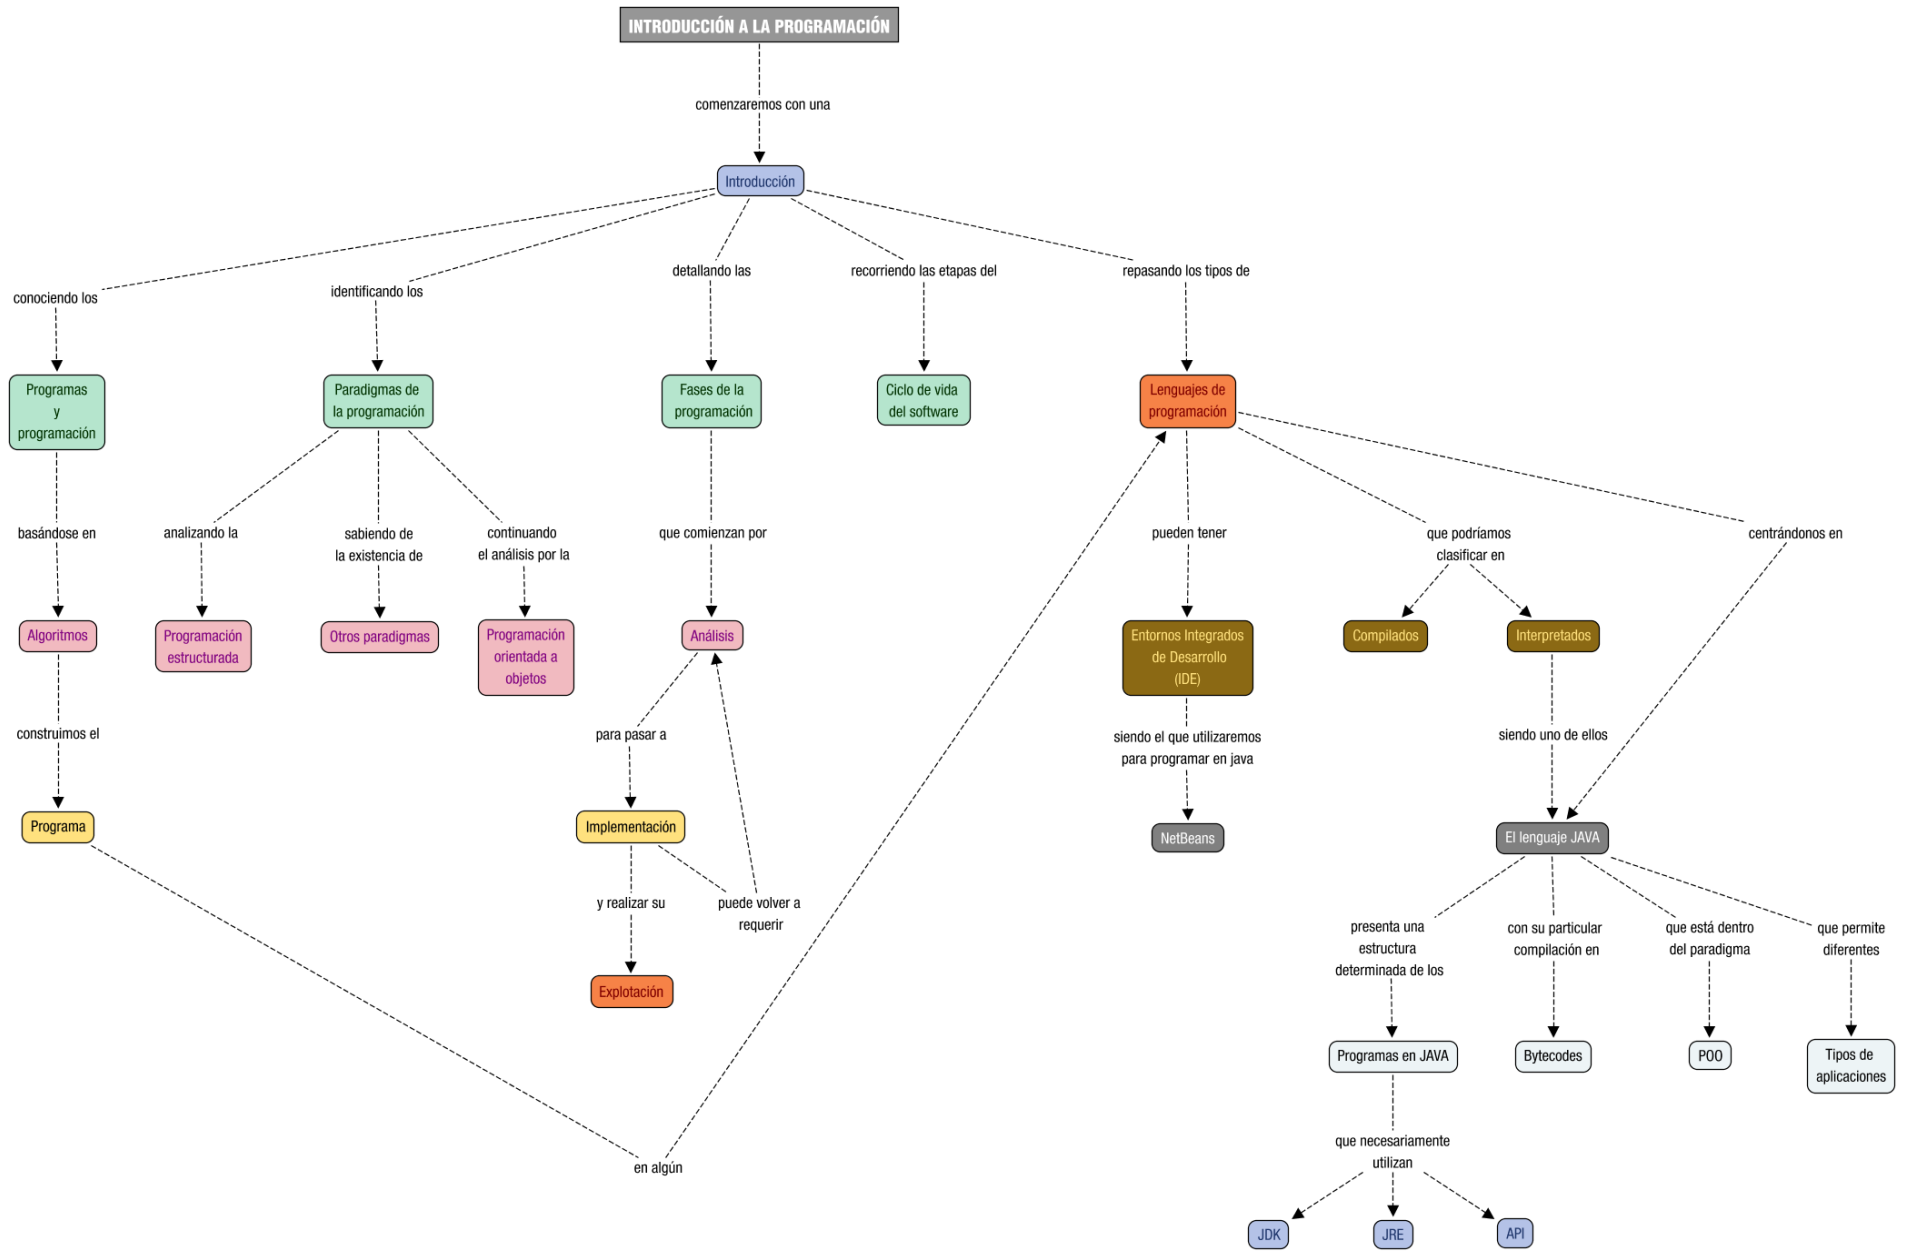 INTRODUCCIÓN A LA PROGRAMACIÓN
comenzaremos con una
Introducción
conociendo los
identificando los
detallando las
recorriendo las etapas del
repasando los tipos de
Programas
y
programación
Paradigmas de
la programación
Fases de la
programación
Ciclo de vida
del software
Lenguajes de
programación
basándose en
analizando la
sabiendo de
la existencia de
continuando
el análisis por la
que comienzan por
pueden tener
que podríamos
clasificar en
centrándonos en
Algoritmos
Programación
estructurada
Otros paradigmas
Programación
orientada a
objetos
Análisis
Entornos Integrados
de Desarrollo
(IDE)
Compilados
Interpretados
construimos el
para pasar a
siendo el que utilizaremos
para programar en java
siendo uno de ellos
Programa
Implementación
NetBeans
El lenguaje JAVA
y realizar su
puede volver a
requerir
presenta una
estructura
determinada de los
con su particular
compilación en
que está dentro
del paradigma
que permite
diferentes
Explotación
Programas en JAVA
Bytecodes
POO
Tipos de
aplicaciones
en algún
que necesariamente
utilizan
JDK
JRE
API